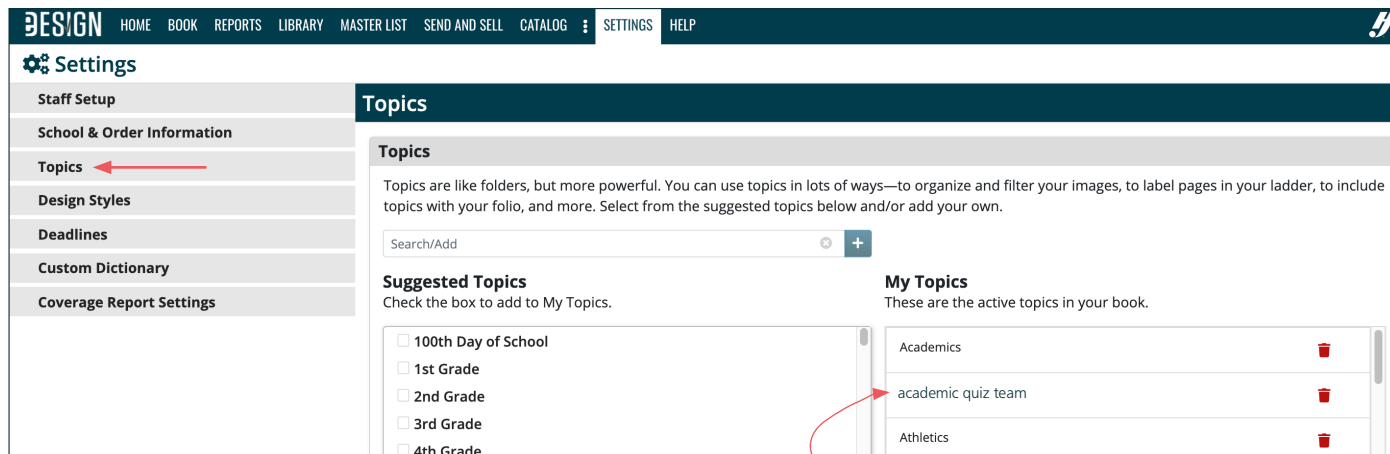 DESIGN HOME BOOK REPORTS LIBRARY MASTER LIST SEND AND SELL CATALOG SETTINGS HELP
Settings
Staff Setup
School & Order Information
Topics
Design Styles
Deadlines
Custom Dictionary
Coverage Report Settings
Topics
Topics
Topics are like folders, but more powerful. You can use topics in lots of ways—to organize and filter your images, to label pages in your ladder, to include
topics with your folio, and more. Select from the suggested topics below and/or add your own.
Search/Add
Suggested Topics
Check the box to add to My Topics.
100th Day of School
1st Grade
2nd Grade
3rd Grade
4th Grade
My Topics
These are the active topics in your book.
Academics
academic quiz team
Athletics